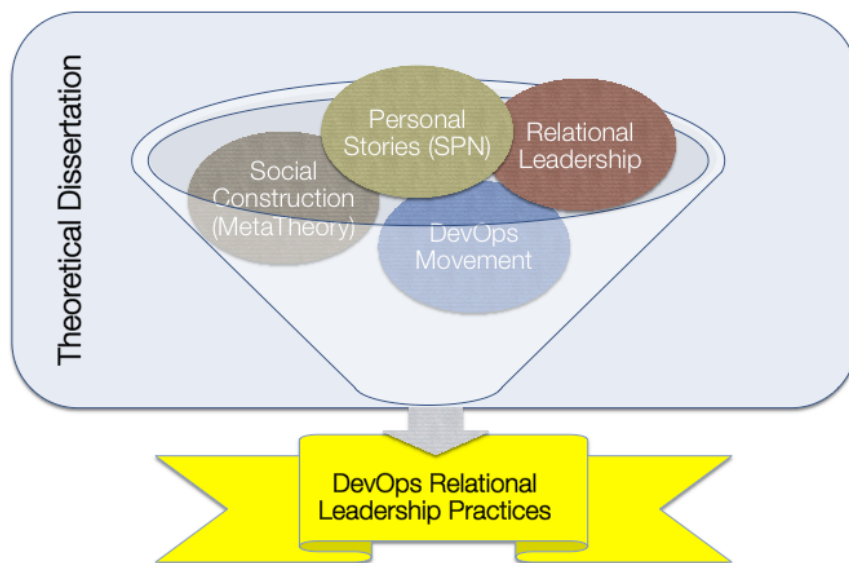 Theoretical Dissertation
Personal
Stories (SPN)
Relational
Leadership
Social
Construction
(MetaTheory)
DevOps
Movement
DevOps Relational
Leadership Practices